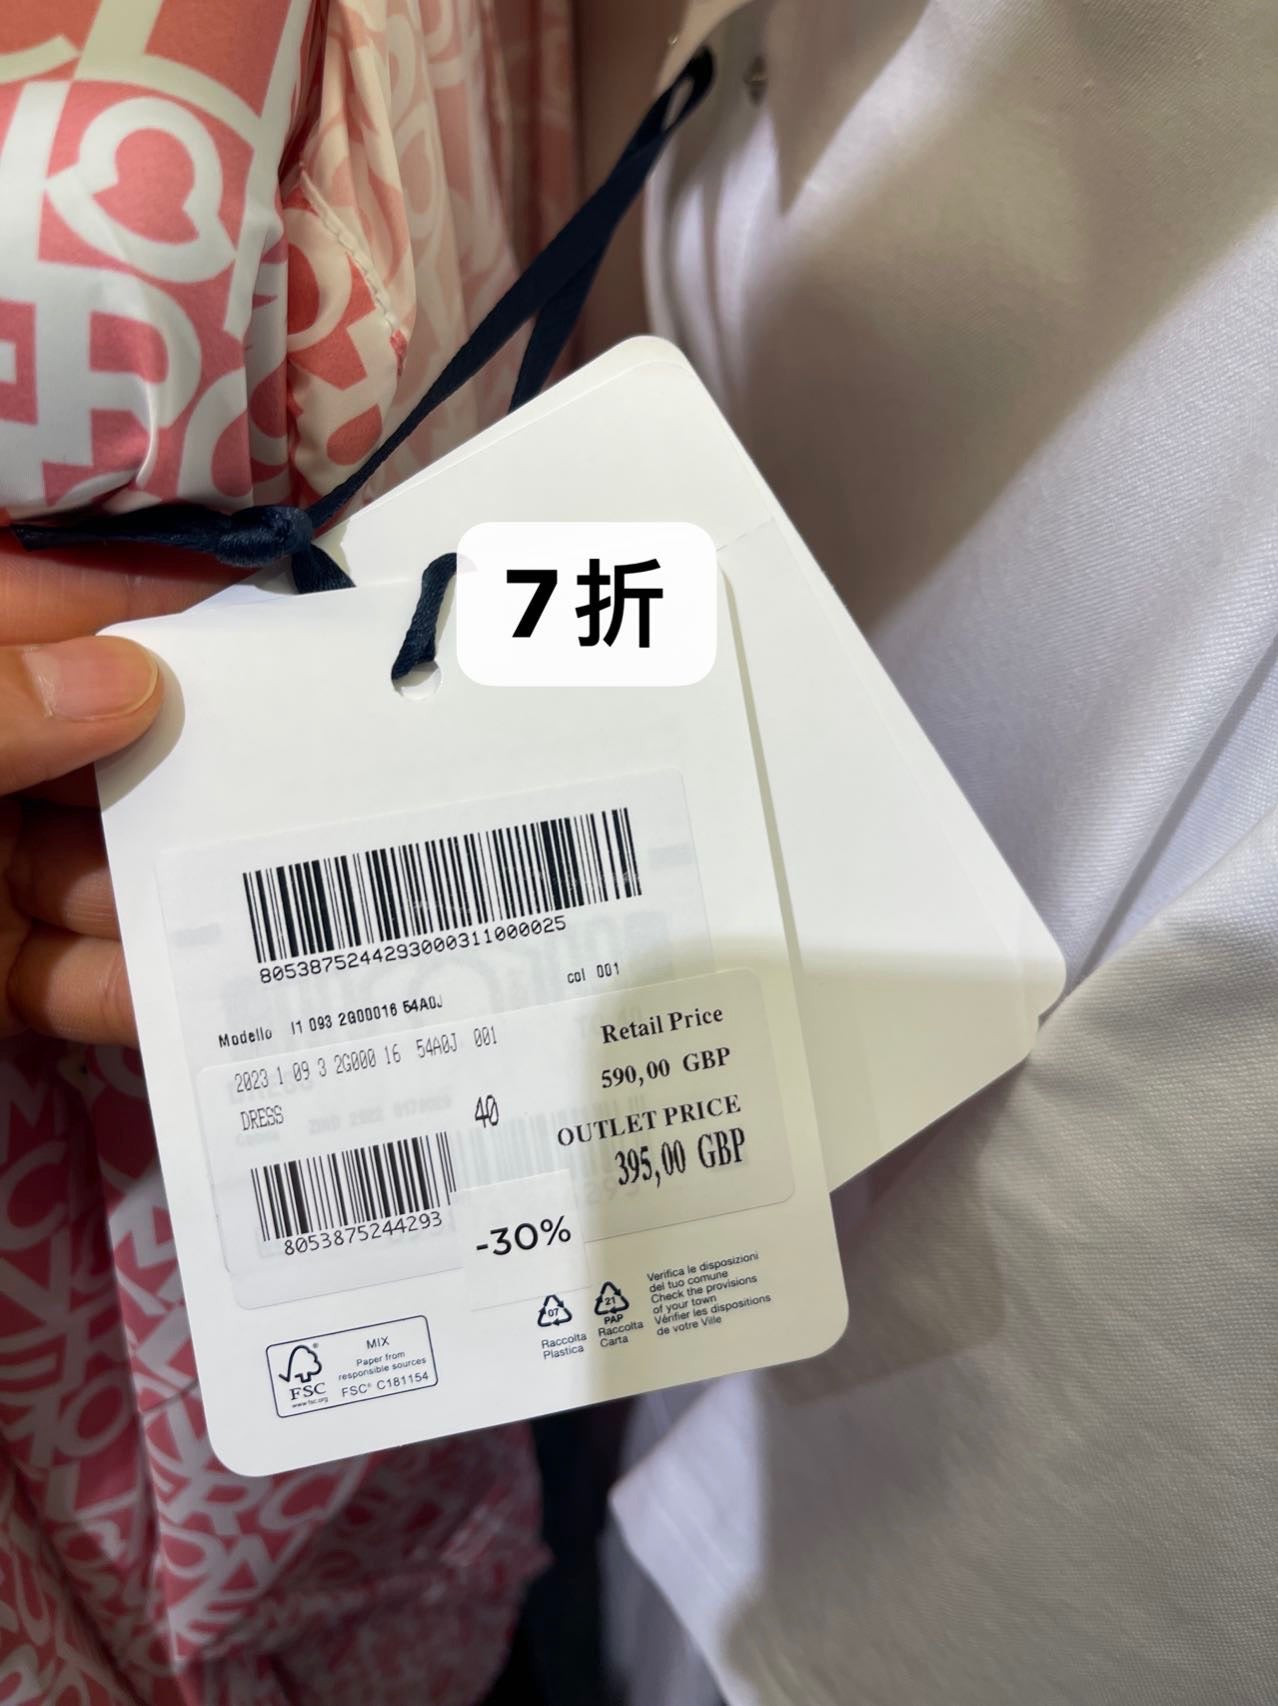 7折
805387524429300031​1000025
Modello I1 093 2G00016 54A0J col 001
2023 1 09 3 2G000 16 54A0J 001
DRESS
40
Retail Price
590,00 GBP
OUTLET PRICE
395,00 GBP
8053875244293
-30%
07
Raccolta
Plastica
21
PAP
Raccolta
Carta
Verifica le disposizioni
del tuo comune
Check the provisions
of your town
Vérifier les dispositions
de votre Ville
FSC
www.fsc.org
MIX
Paper from
responsible sources
FSC® C181154